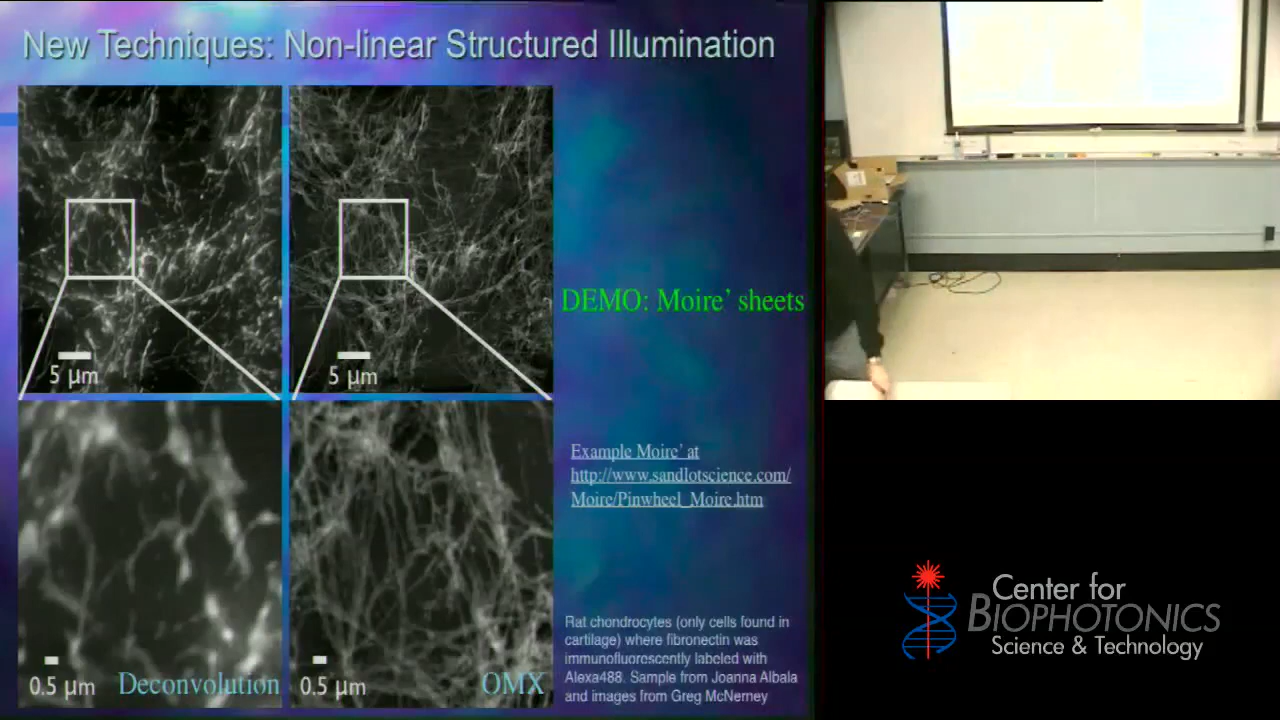 New Techniques: Non-linear Structured Illumination
5 µm
5 µm
DEMO: Moire’ sheets
Example Moire’ at
http://www.sandlotscience.com/
Moire/Pinwheel_Moire.htm
0.5 µm
Deconvolution
0.5 µm
OMX
Rat chondrocytes (only cells found in
cartilage) where fibronectin was
immunofluorescently labeled with
Alexa488. Sample from Joanna Albala
and images from Greg McNerney
Center for
BIOPHOTONICS
Science & Technology